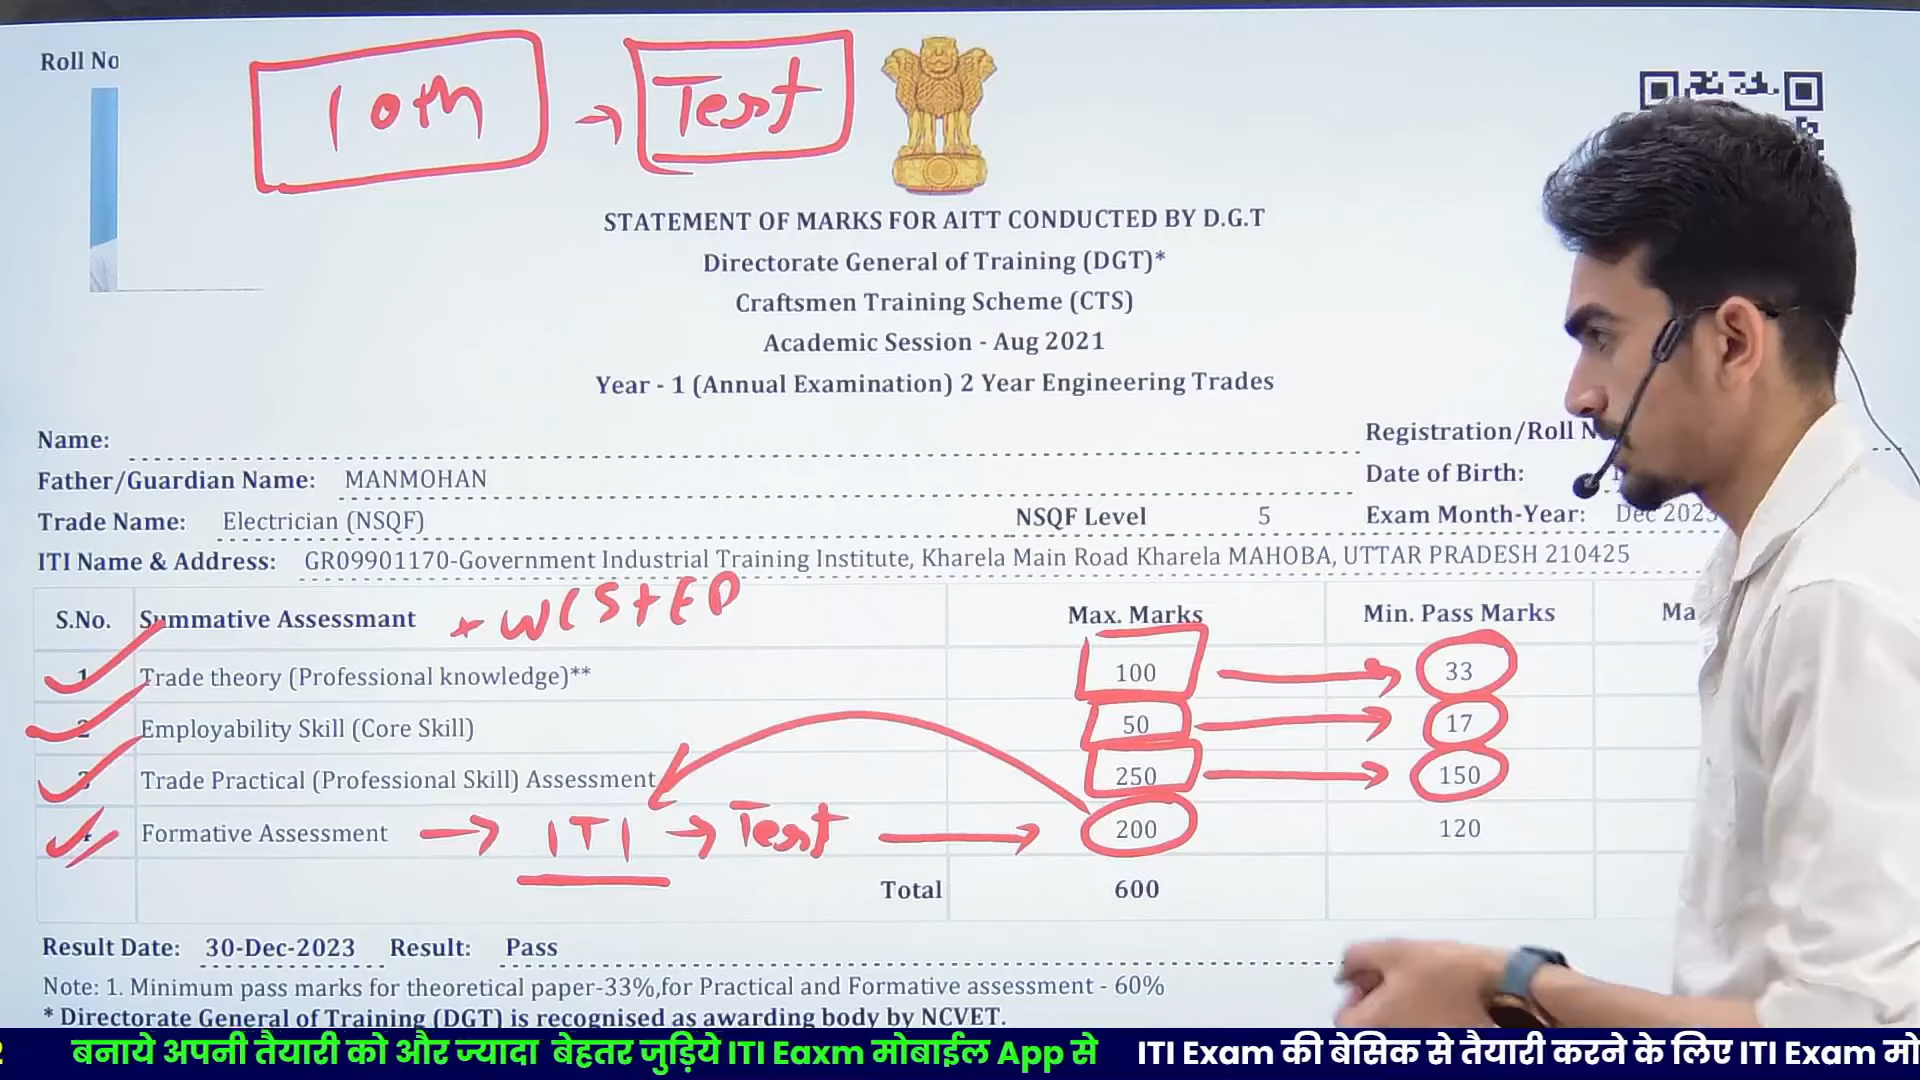 Roll No
10th → Test
STATEMENT OF MARKS FOR AITT CONDUCTED BY D.G.T
Directorate General of Training (DGT)*
Craftsmen Training Scheme (CTS)
Academic Session - Aug 2021
Year - 1 (Annual Examination) 2 Year Engineering Trades
Name: Registration/Roll
Father/Guardian Name: MANMOHAN Date of Birth:
Trade Name: Electrician (NSQF) NSQF Level 5 Exam Month-Year: Dec 2023
ITI Name & Address: GR09901170-Government Industrial Training Institute, Kharela Main Road Kharela MAHOBA, UTTAR PRADESH 210425
S.No. Summative Assessmant + W(S+ED Max. Marks Min. Pass Marks
1 Trade theory (Professional knowledge)** 100 → 33
2 Employability Skill (Core Skill) 50 → 17
3 Trade Practical (Professional Skill) Assessment 250 → 150
4 Formative Assessment → ITI → Test → 200 120
Total 600
Result Date: 30-Dec-2023 Result: Pass
Note: 1. Minimum pass marks for theoretical paper-33%,for Practical and Formative assessment - 60%
* Directorate General of Training (DGT) is recognised as awarding body by NCVET.
बनाये अपनी तैयारी को और ज्यादा बेहतर जुड़िये ITI Eaxm मोबाईल App से ITI Exam की बेसिक से तैयारी करने के लिए ITI Exam